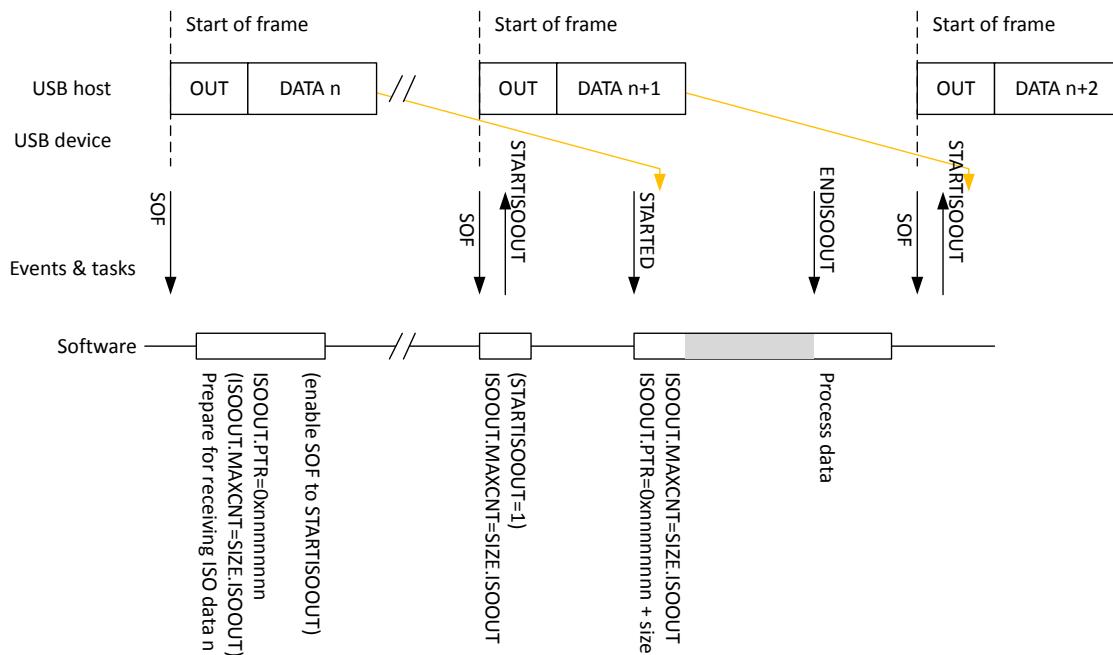 Start of frame
Start of frame
Start of frame
USB host
OUT
DATA n
OUT
DATA n+1
OUT
DATA n+2
USB device
SOF
SOF
STARTISOOUT
STARTED
ENDISOOUT
SOF
STARTISOOUT
Events & tasks
Software
(enable SOF to STARTISOOUT)
ISOOUT.PTR=0xnnnnnnnn
(ISOOUT.MAXCNT=SIZE.ISOOUT)
Prepare for receiving ISO data n
(STARTISOOUT=1)
ISOOUT.MAXCNT=SIZE.ISOOUT
ISOOUT.MAXCNT=SIZE.ISOOUT
ISOOUT.PTR=0xnnnnnnnn + size
Process data